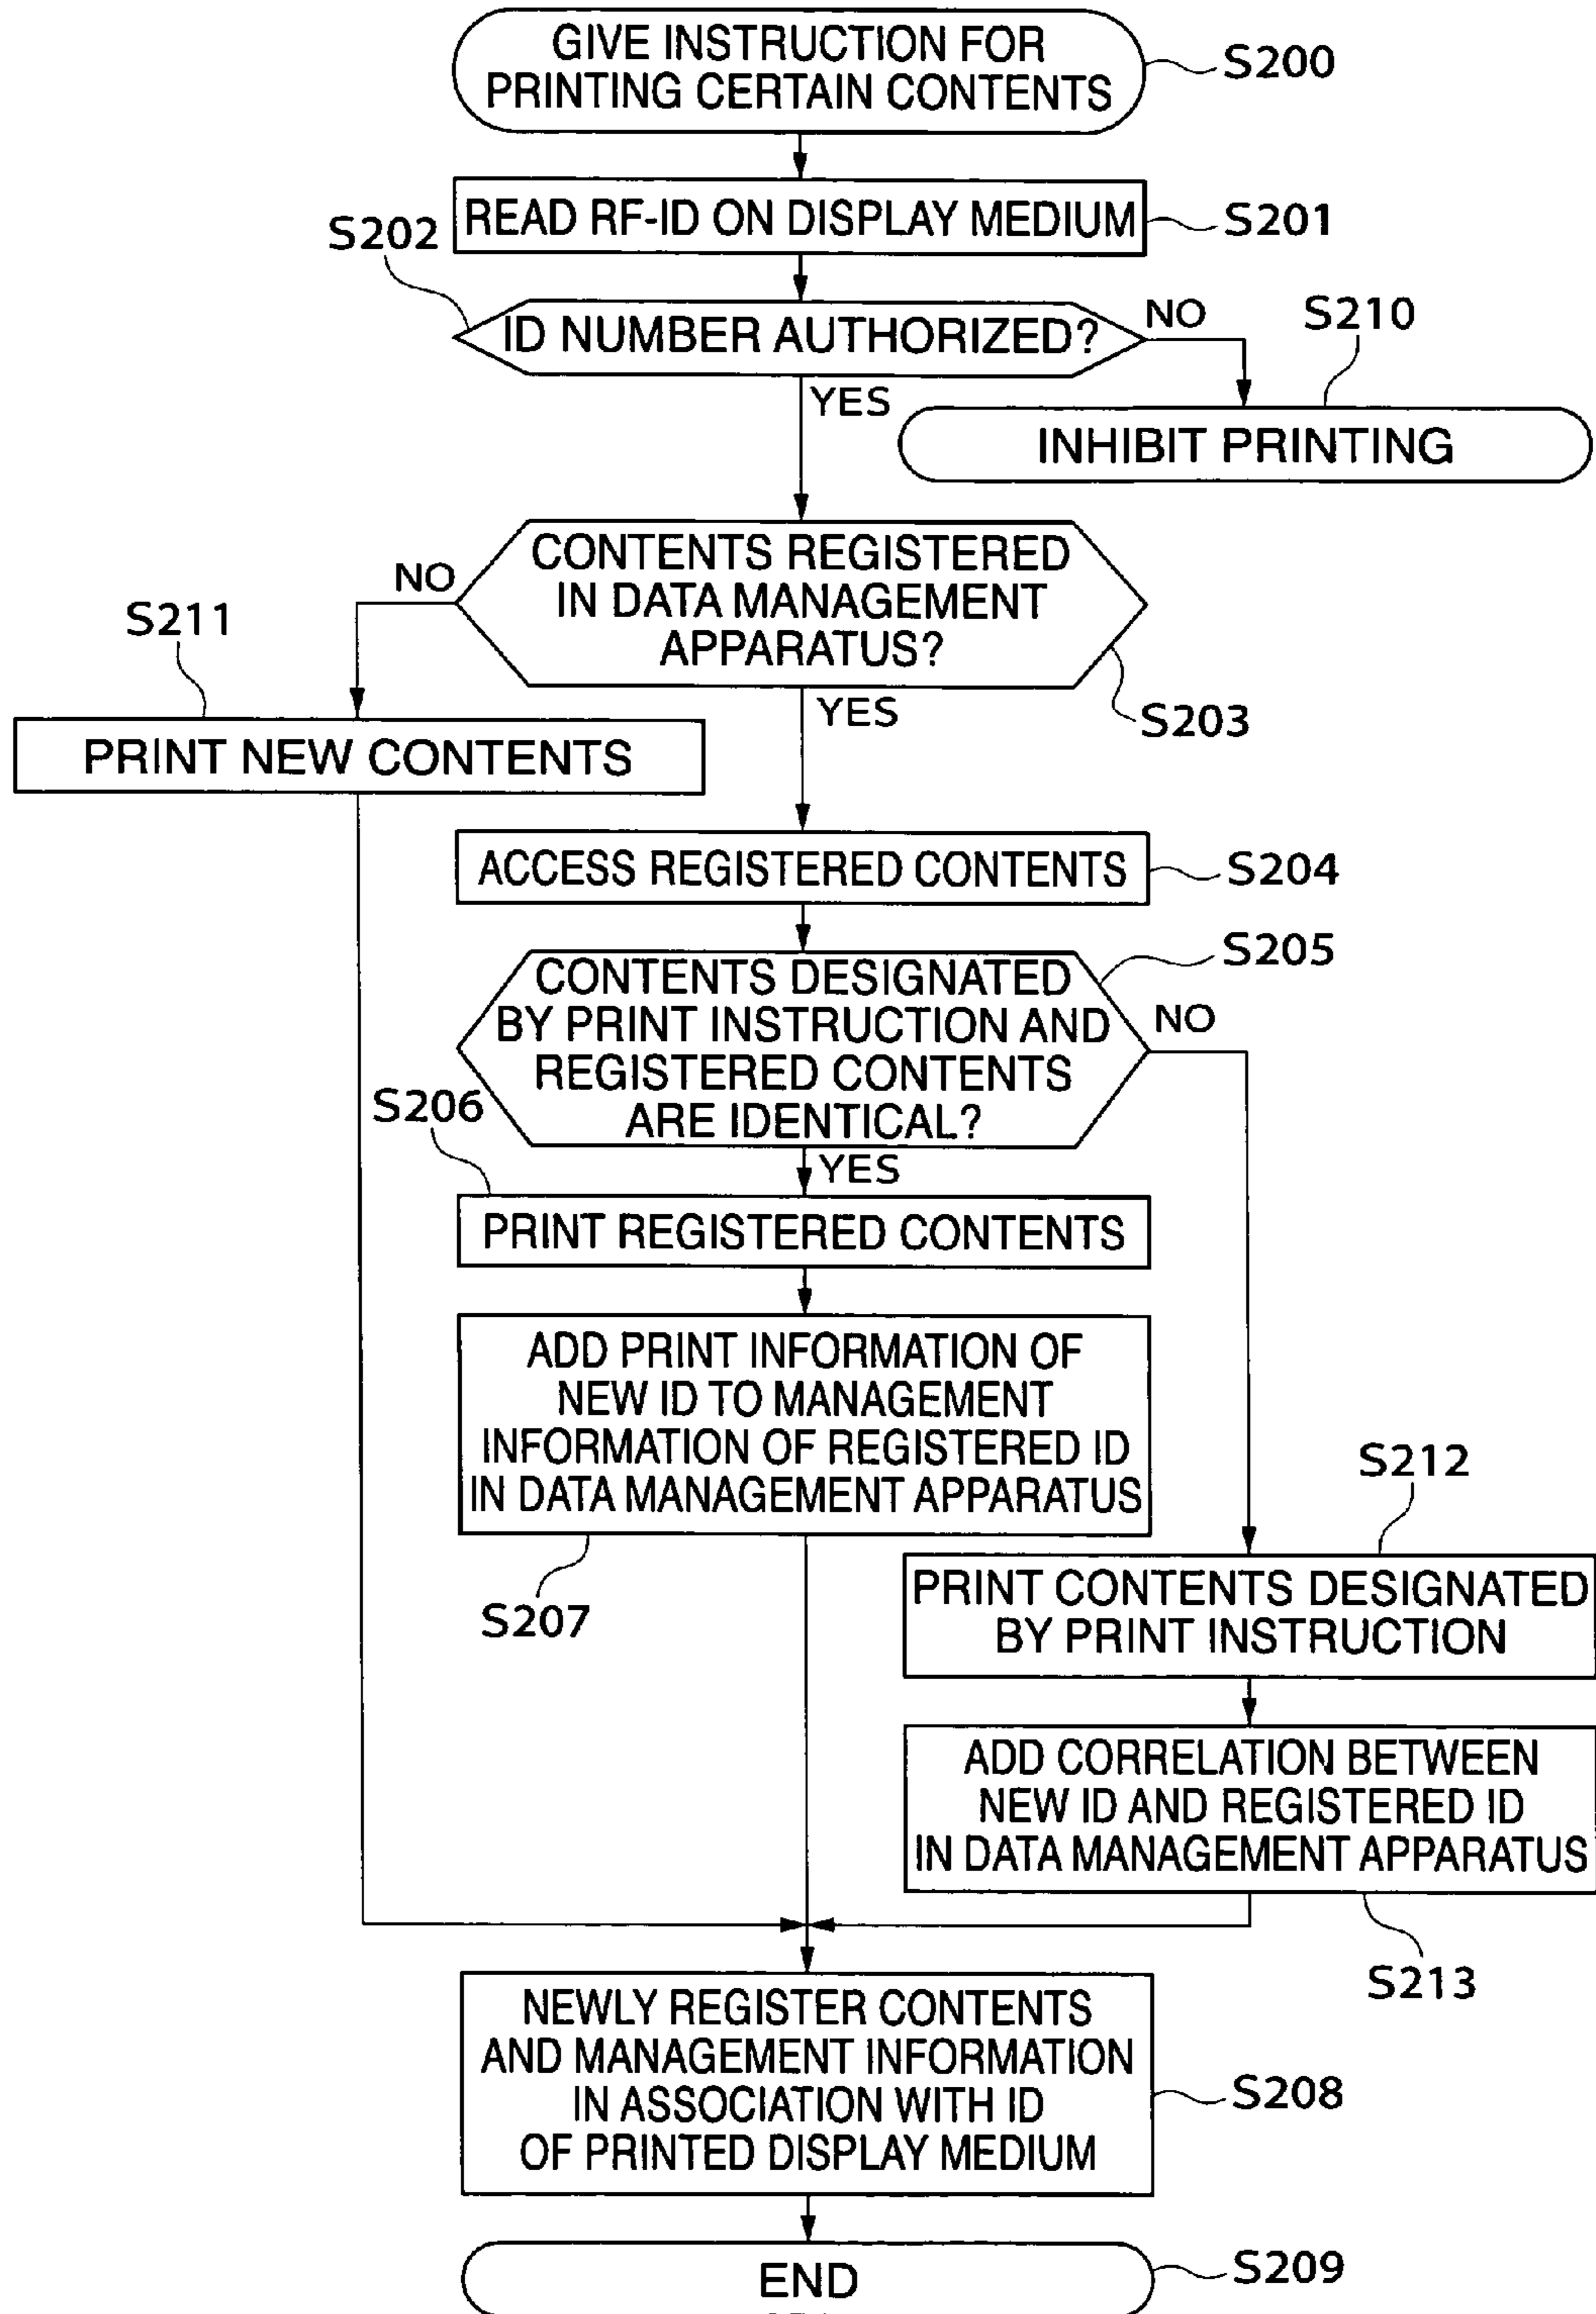 GIVE INSTRUCTION FOR
PRINTING CERTAIN CONTENTS
S200
READ RF-ID ON DISPLAY MEDIUM
S201
S202
ID NUMBER AUTHORIZED?
NO
S210
YES
INHIBIT PRINTING
CONTENTS REGISTERED
IN DATA MANAGEMENT
APPARATUS?
NO
S211
YES
S203
PRINT NEW CONTENTS
ACCESS REGISTERED CONTENTS
S204
S205
CONTENTS DESIGNATED
BY PRINT INSTRUCTION AND
REGISTERED CONTENTS
ARE IDENTICAL?
NO
S206
YES
PRINT REGISTERED CONTENTS
ADD PRINT INFORMATION OF
NEW ID TO MANAGEMENT
INFORMATION OF REGISTERED ID
IN DATA MANAGEMENT APPARATUS
S207
S212
PRINT CONTENTS DESIGNATED
BY PRINT INSTRUCTION
ADD CORRELATION BETWEEN
NEW ID AND REGISTERED ID
IN DATA MANAGEMENT APPARATUS
S213
NEWLY REGISTER CONTENTS
AND MANAGEMENT INFORMATION
IN ASSOCIATION WITH ID
OF PRINTED DISPLAY MEDIUM
S208
END
S209